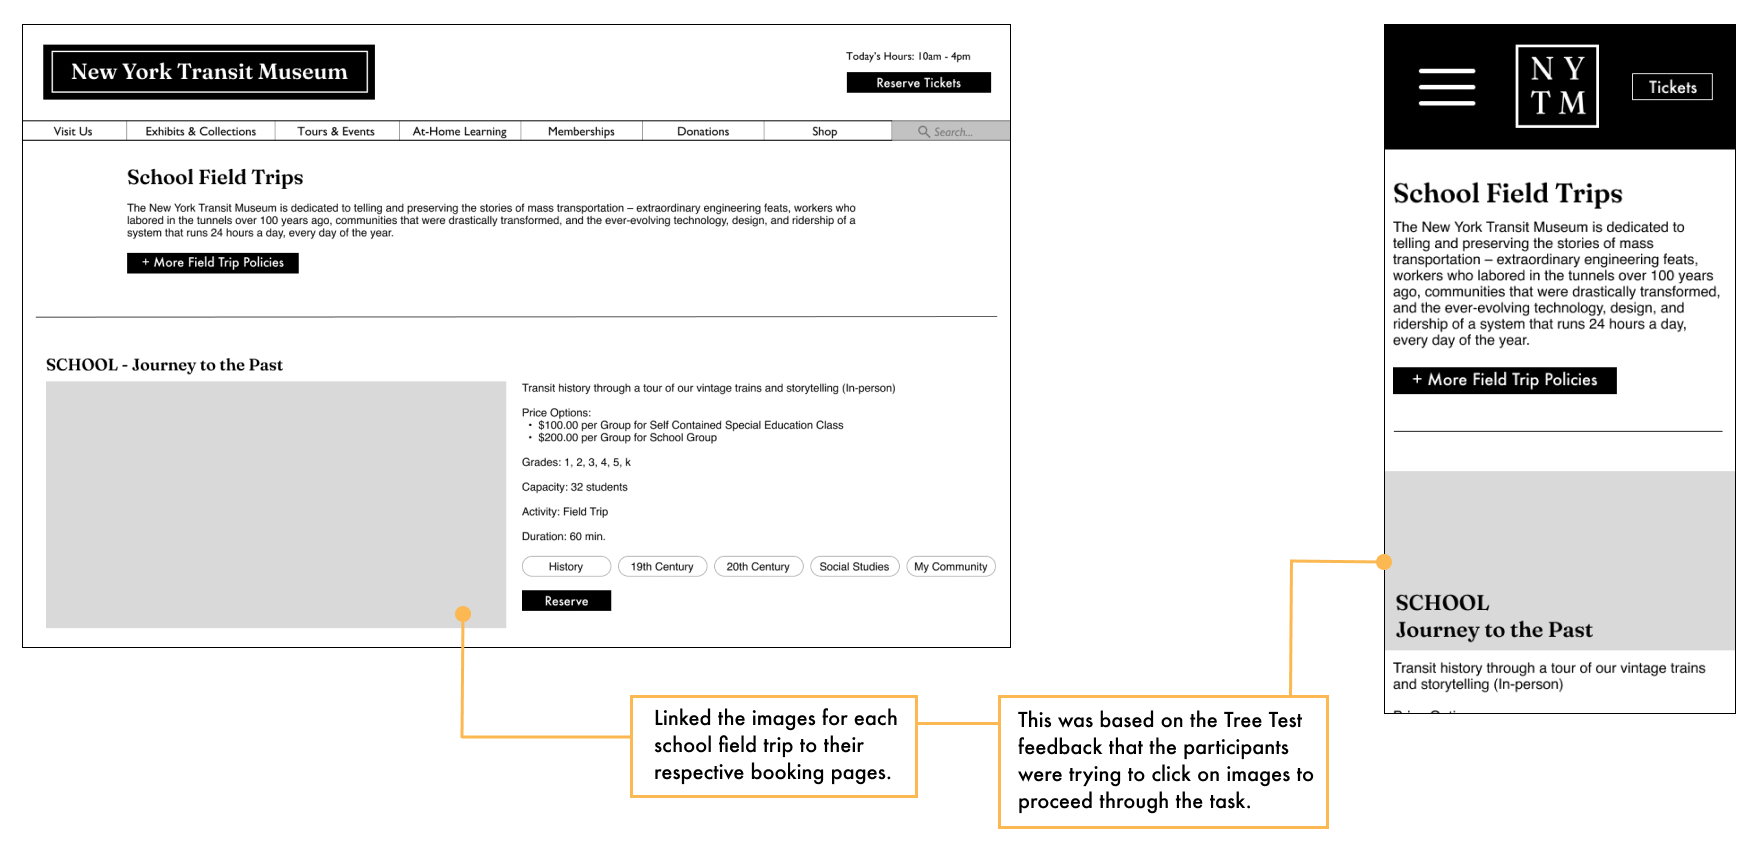 New York Transit Museum
Today's Hours: 10am - 4pm
Reserve Tickets
Visit Us
Exhibits & Collections
Tours & Events
At-Home Learning
Memberships
Donations
Shop
Search...
School Field Trips
The New York Transit Museum is dedicated to telling and preserving the stories of mass transportation – extraordinary engineering feats, workers who
labored in the tunnels over 100 years ago, communities that were drastically transformed, and the ever-evolving technology, design, and ridership of a
system that runs 24 hours a day, every day of the year.
+ More Field Trip Policies
SCHOOL - Journey to the Past
Transit history through a tour of our vintage trains and storytelling (In-person)
Price Options:
• $100.00 per Group for Self Contained Special Education Class
• $200.00 per Group for School Group
Grades: 1, 2, 3, 4, 5, k
Capacity: 32 students
Activity: Field Trip
Duration: 60 min.
History
19th Century
20th Century
Social Studies
My Community
Reserve
Linked the images for each
school field trip to their
respective booking pages.
This was based on the Tree Test
feedback that the participants
were trying to click on images to
proceed through the task.
N Y
T M
Tickets
School Field Trips
The New York Transit Museum is dedicated to
telling and preserving the stories of mass
transportation – extraordinary engineering feats,
workers who labored in the tunnels over 100 years
ago, communities that were drastically transformed,
and the ever-evolving technology, design, and
ridership of a system that runs 24 hours a day,
every day of the year.
+ More Field Trip Policies
SCHOOL
Journey to the Past
Transit history through a tour of our vintage trains
and storytelling (In-person)